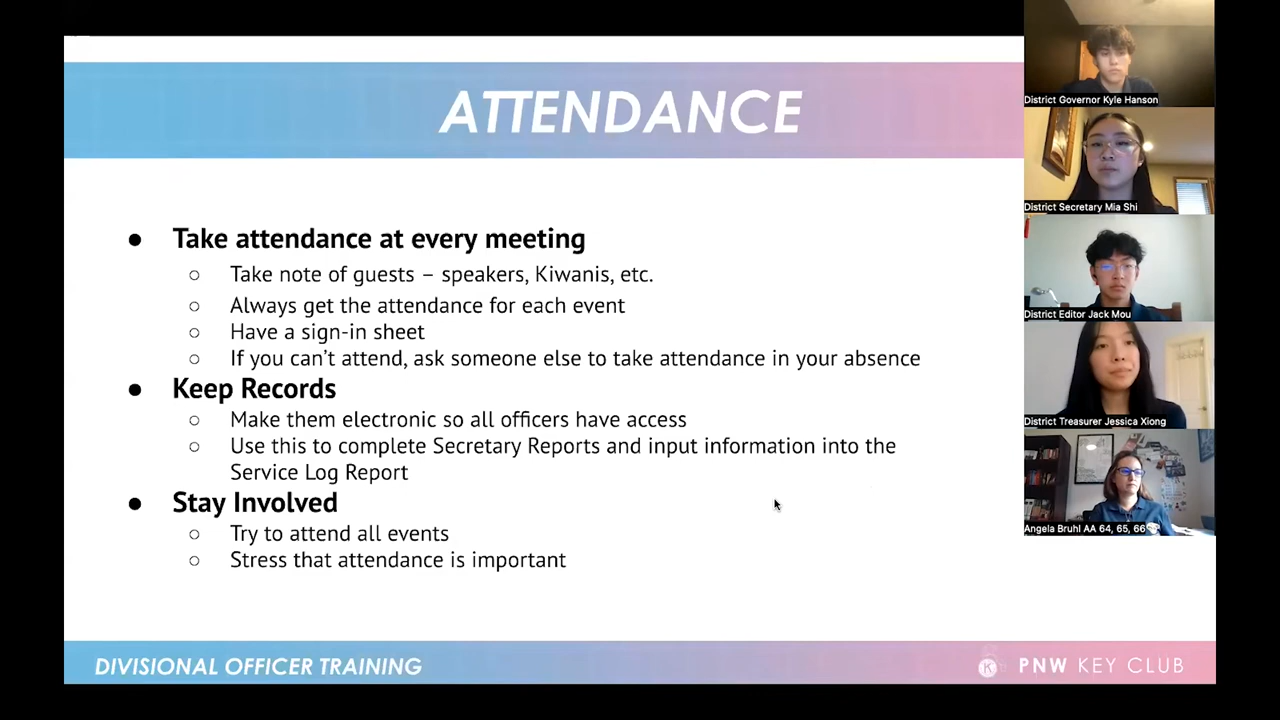 ATTENDANCE
● Take attendance at every meeting
○ Take note of guests – speakers, Kiwanis, etc.
○ Always get the attendance for each event
○ Have a sign-in sheet
○ If you can't attend, ask someone else to take attendance in your absence
● Keep Records
○ Make them electronic so all officers have access
○ Use this to complete Secretary Reports and input information into the
Service Log Report
● Stay Involved
○ Try to attend all events
○ Stress that attendance is important
DIVISIONAL OFFICER TRAINING
K PNW KEY CLUB
District Governor Kyle Hanson
District Secretary Mia Shi
District Editor Jack Mou
District Treasurer Jessica Xiong
Angela Bruhl AA 64, 65, 66